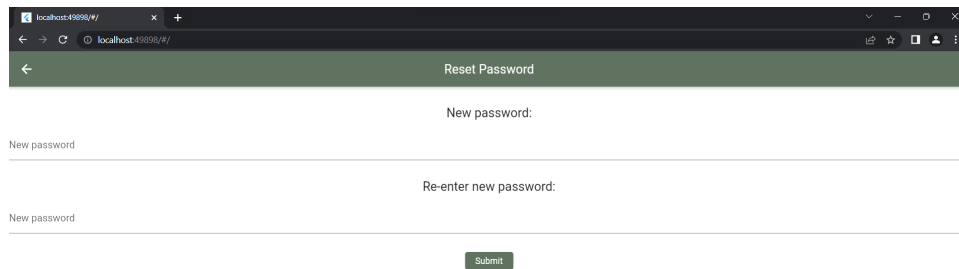 localhost:49898/#/
localhost:49898/#/
Reset Password
New password:
New password
Re-enter new password:
New password
Submit